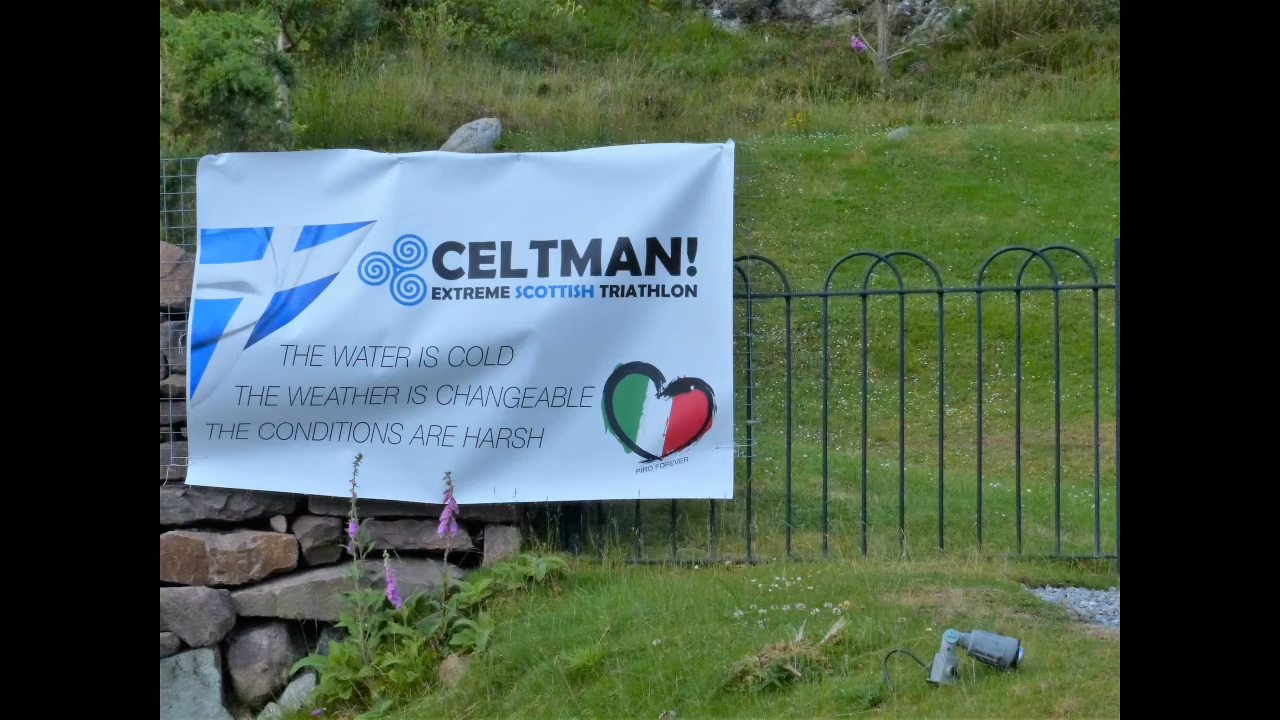 CELTMAN!
EXTREME SCOTTISH TRIATHLON
THE WATER IS COLD
THE WEATHER IS CHANGEABLE
THE CONDITIONS ARE HARSH
PIRO FOREVER